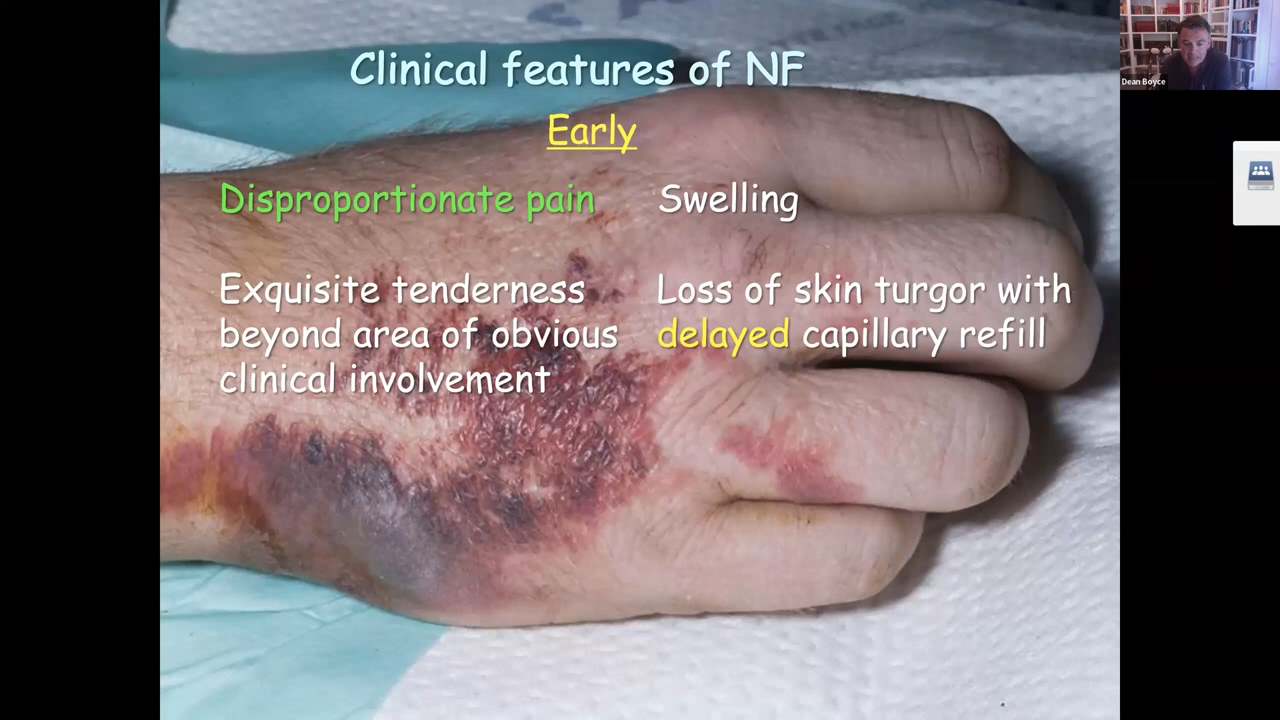 Clinical features of NF
Early
Disproportionate pain
Swelling
Exquisite tenderness
beyond area of obvious
clinical involvement
Loss of skin turgor with
delayed capillary refill
Dean Boyce